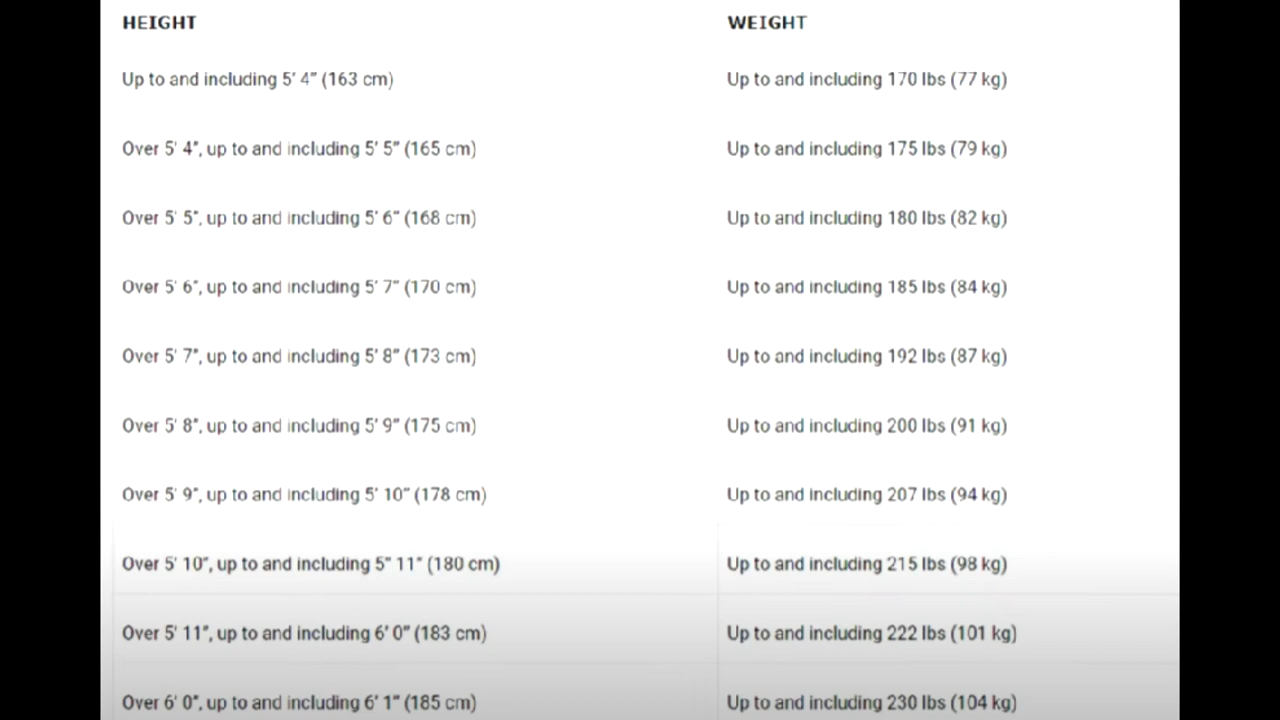 HEIGHT WEIGHT
Up to and including 5' 4" (163 cm) Up to and including 170 lbs (77 kg)
Over 5' 4", up to and including 5' 5" (165 cm) Up to and including 175 lbs (79 kg)
Over 5' 5", up to and including 5' 6" (168 cm) Up to and including 180 lbs (82 kg)
Over 5' 6", up to and including 5' 7" (170 cm) Up to and including 185 lbs (84 kg)
Over 5' 7", up to and including 5' 8" (173 cm) Up to and including 192 lbs (87 kg)
Over 5' 8", up to and including 5' 9" (175 cm) Up to and including 200 lbs (91 kg)
Over 5' 9", up to and including 5' 10" (178 cm) Up to and including 207 lbs (94 kg)
Over 5' 10", up to and including 5" 11" (180 cm) Up to and including 215 lbs (98 kg)
Over 5' 11", up to and including 6' 0" (183 cm) Up to and including 222 lbs (101 kg)
Over 6' 0", up to and including 6' 1" (185 cm) Up to and including 230 lbs (104 kg)